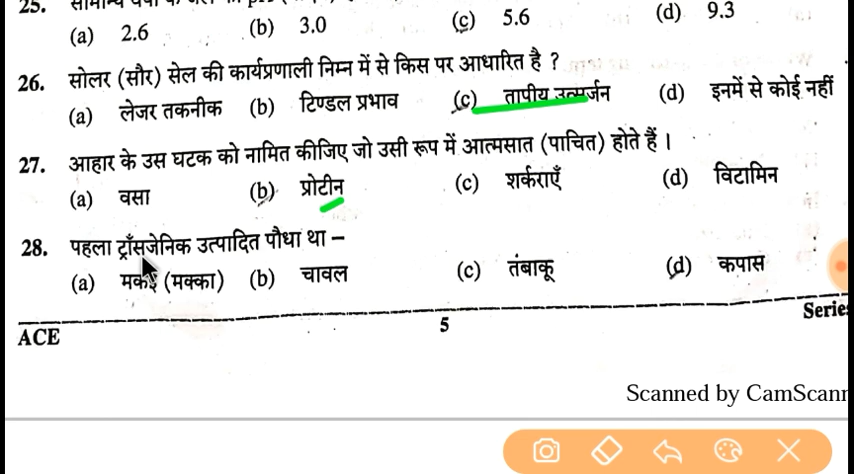 25.
(a) 2.6 (b) 3.0 (c) 5.6 (d) 9.3
26. सोलर (सौर) सेल की कार्यप्रणाली निम्न में से किस पर आधारित है ?
(a) लेजर तकनीक (b) टिण्डल प्रभाव (c) तापीय उत्सर्जन (d) इनमें से कोई नहीं
27. आहार के उस घटक को नामित कीजिए जो उसी रूप में आत्मसात (पाचित) होते हैं ।
(a) वसा (b) प्रोटीन (c) शर्कराएँ (d) विटामिन
28. पहला ट्राँसजेनिक उत्पादित पौधा था –
(a) मकई (मक्का) (b) चावल (c) तंबाकू (d) कपास
ACE 5 Series
Scanned by CamScann